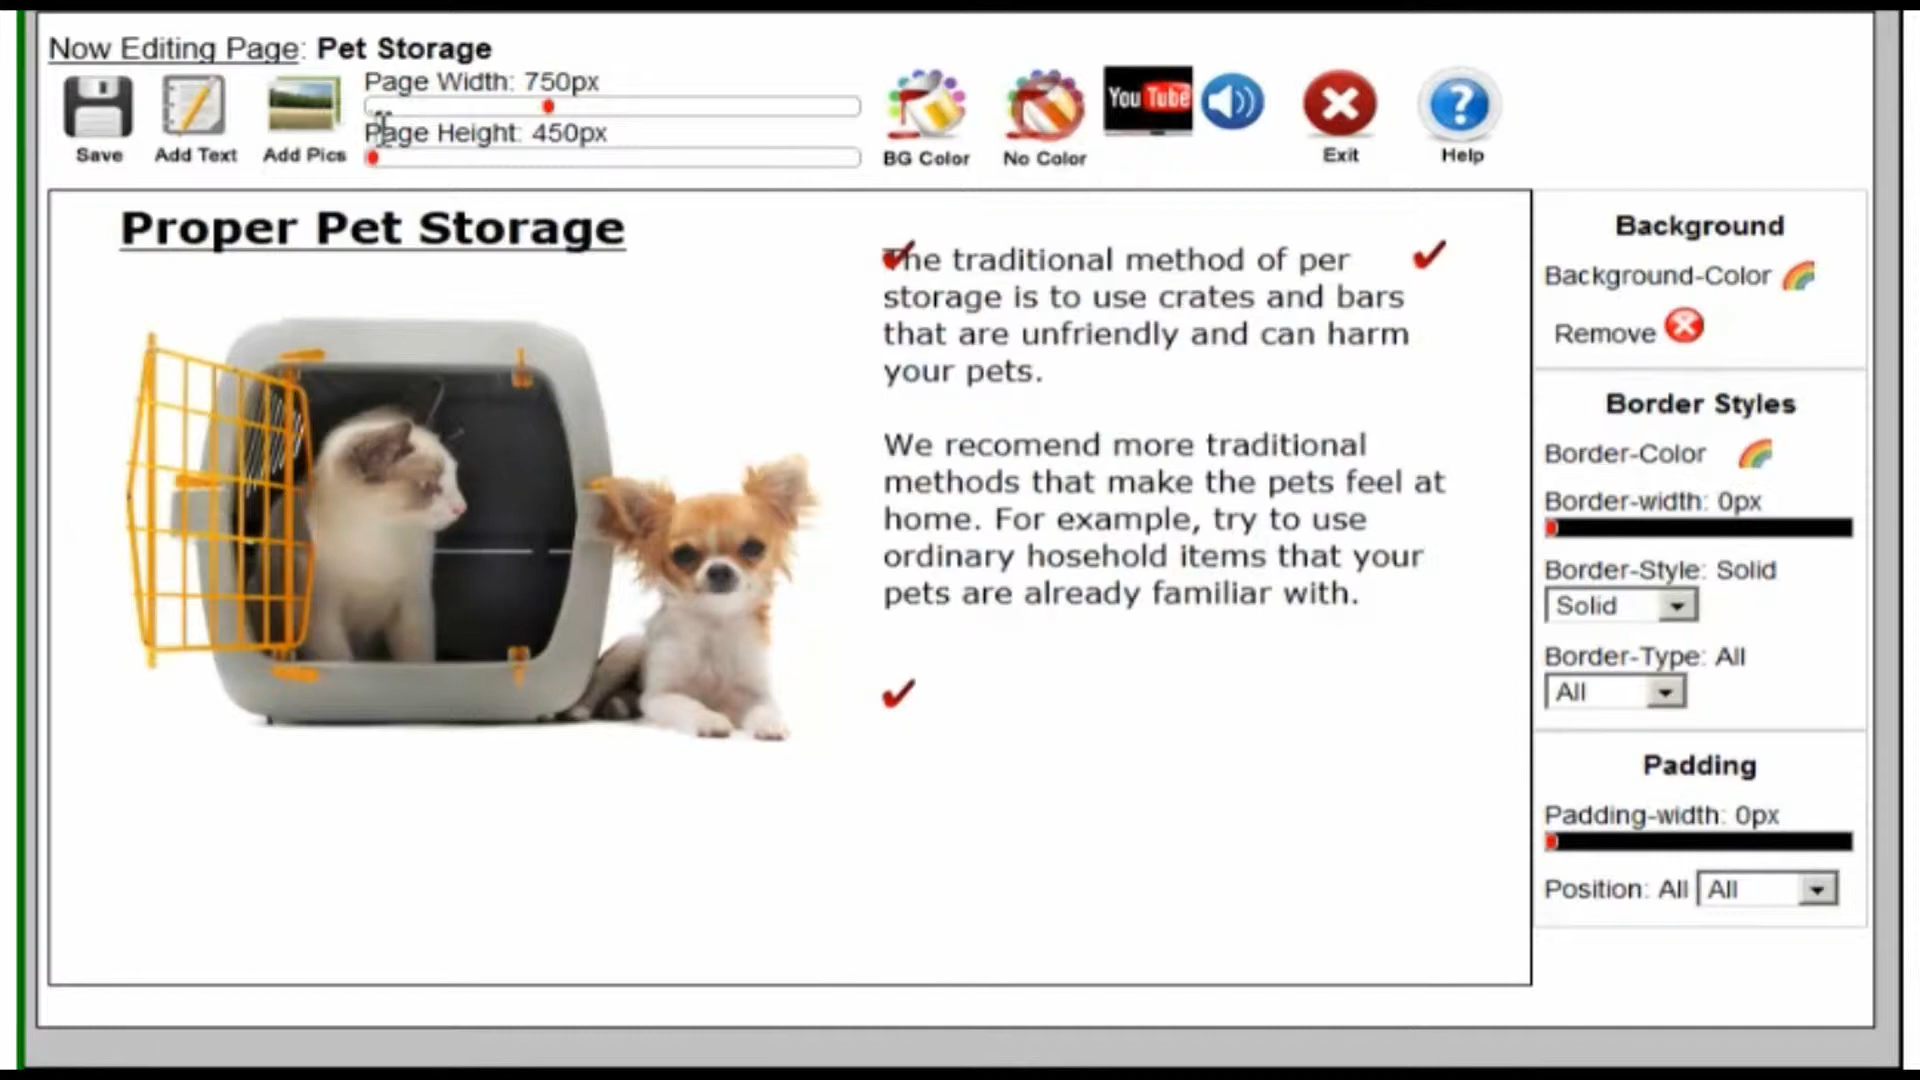 Now Editing Page: Pet Storage
Page Width: 750px
Page Height: 450px
Save
Add Text
Add Pics
BG Color
No Color
You Tube
Exit
Help
Proper Pet Storage
The traditional method of per
storage is to use crates and bars
that are unfriendly and can harm
your pets.
We recomend more traditional
methods that make the pets feel at
home. For example, try to use
ordinary hosehold items that your
pets are already familiar with.
Background
Background-Color
Remove
Border Styles
Border-Color
Border-width: 0px
Border-Style: Solid
Solid
Border-Type: All
All
Padding
Padding-width: 0px
Position: All All